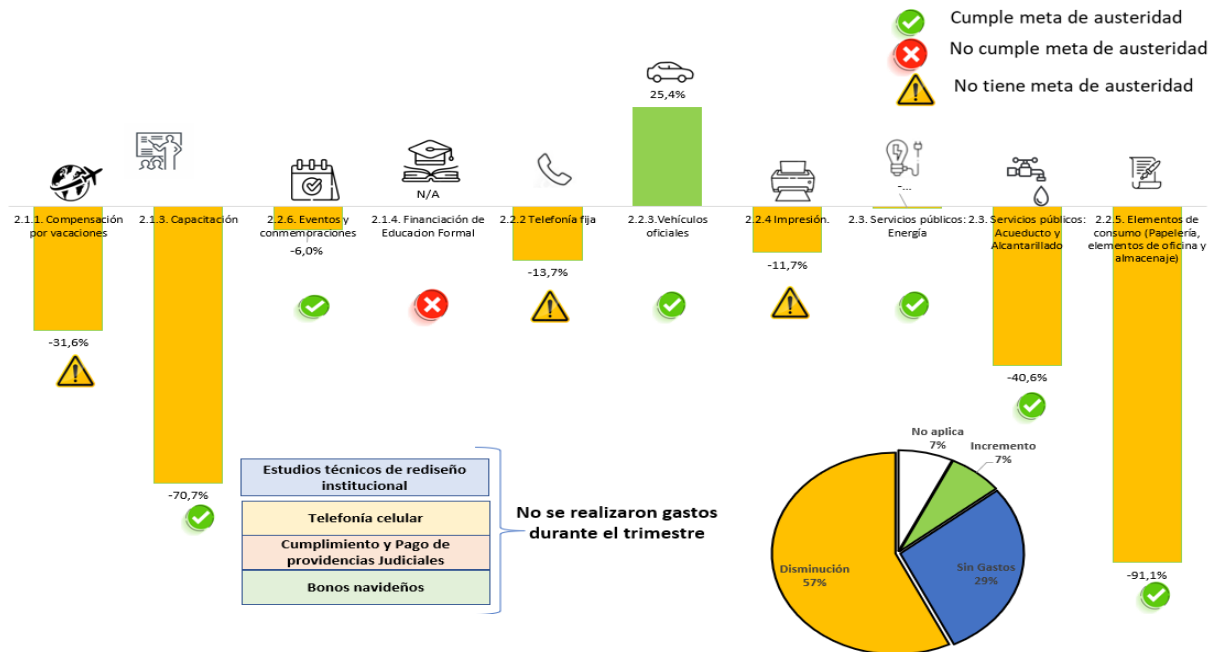 Cumple meta de austeridad
No cumple meta de austeridad
No tiene meta de austeridad
25,4%
N/A
-...
2.1.1. Compensación
por vacaciones
2.1.3. Capacitación
2.2.6. Eventos y
conmemoraciones
2.1.4. Financiación de
Educacion Formal
2.2.2 Telefonía fija
2.2.3.Vehículos
oficiales
2.2.4 Impresión.
2.3. Servicios públicos:
Energía
2.3. Servicios públicos:
Acueducto y
Alcantarillado
2.2.5. Elementos de
consumo (Papelería,
elementos de oficina y
almacenaje)
-6,0%
-13,7%
-11,7%
-31,6%
-40,6%
-70,7%
-91,1%
Estudios técnicos de rediseño
institucional
Telefonía celular
Cumplimiento y Pago de
providencias Judiciales
Bonos navideños
No se realizaron gastos
durante el trimestre
No aplica
7%
Incremento
7%
Disminución
57%
Sin Gastos
29%